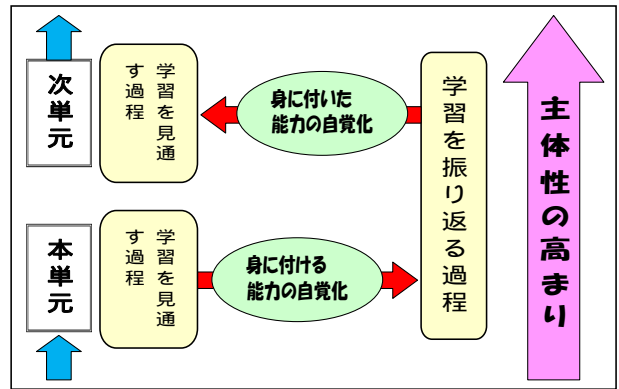 次単元
学習を見通
す過程
身に付いた
能力の自覚化
学習を振り返る過程
主体性の高まり
本単元
学習を見通
す過程
身に付ける
能力の自覚化